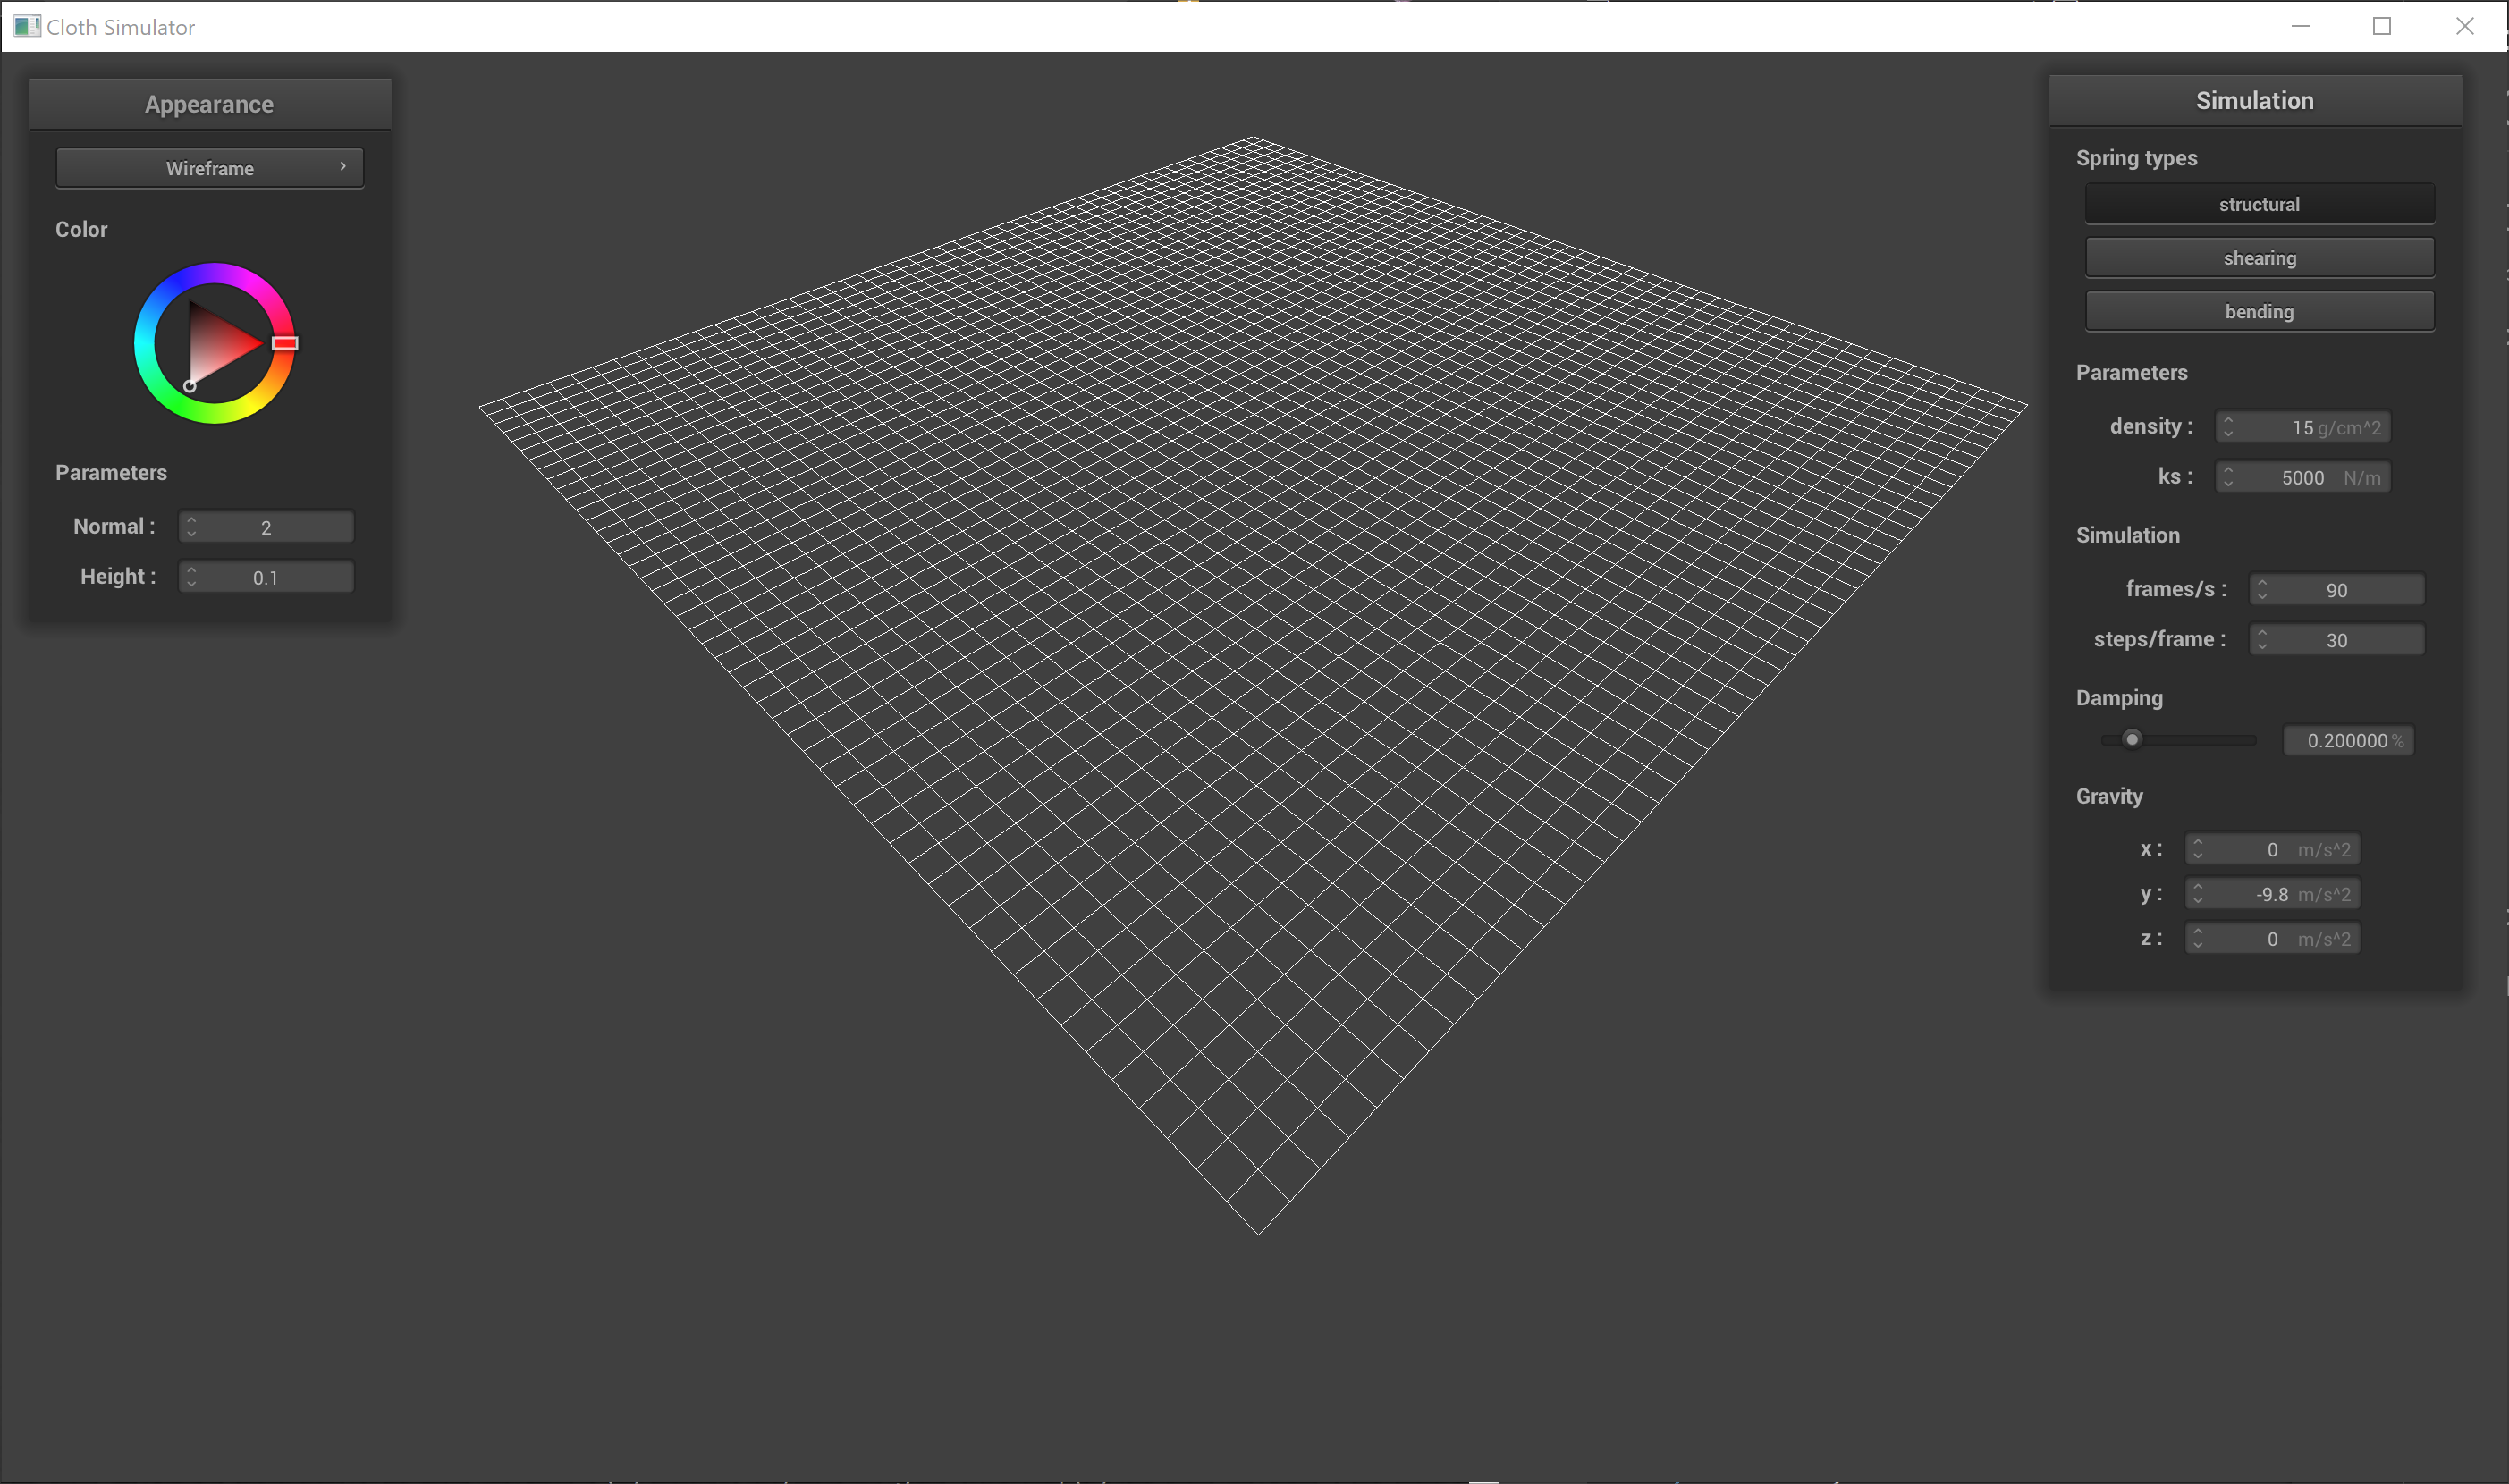 Cloth Simulator
Appearance
Wireframe
Color
Parameters
Normal : 2
Height : 0.1
Simulation
Spring types
structural
shearing
bending
Parameters
density : 15 g/cm^2
ks : 5000 N/m
Simulation
frames/s : 90
steps/frame : 30
Damping
0.200000 %
Gravity
x : 0 m/s^2
y : -9.8 m/s^2
z : 0 m/s^2